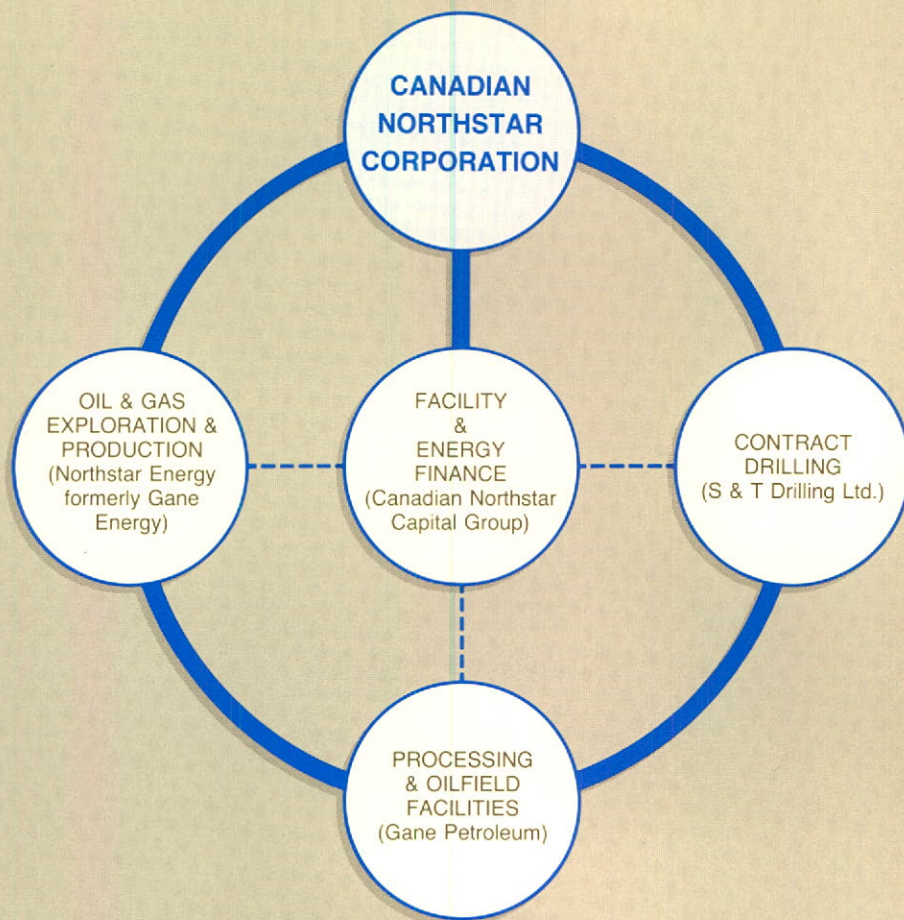 CANADIAN
NORTHSTAR
CORPORATION
OIL & GAS
EXPLORATION &
PRODUCTION
(Northstar Energy
formerly Gane
Energy)
FACILITY
&
ENERGY
FINANCE
(Canadian Northstar
Capital Group)
CONTRACT
DRILLING
(S & T Drilling Ltd.)
PROCESSING
& OILFIELD
FACILITIES
(Gane Petroleum)